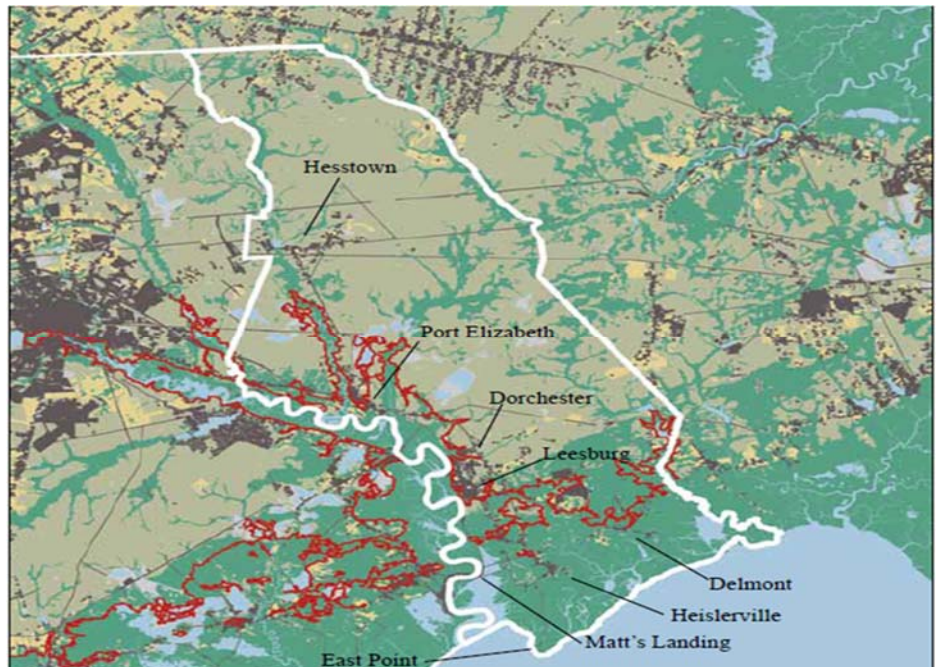 Hesstown
Port Elizabeth
Dorchester
Leesburg
Delmont
Heislerville
Matt's Landing
East Point